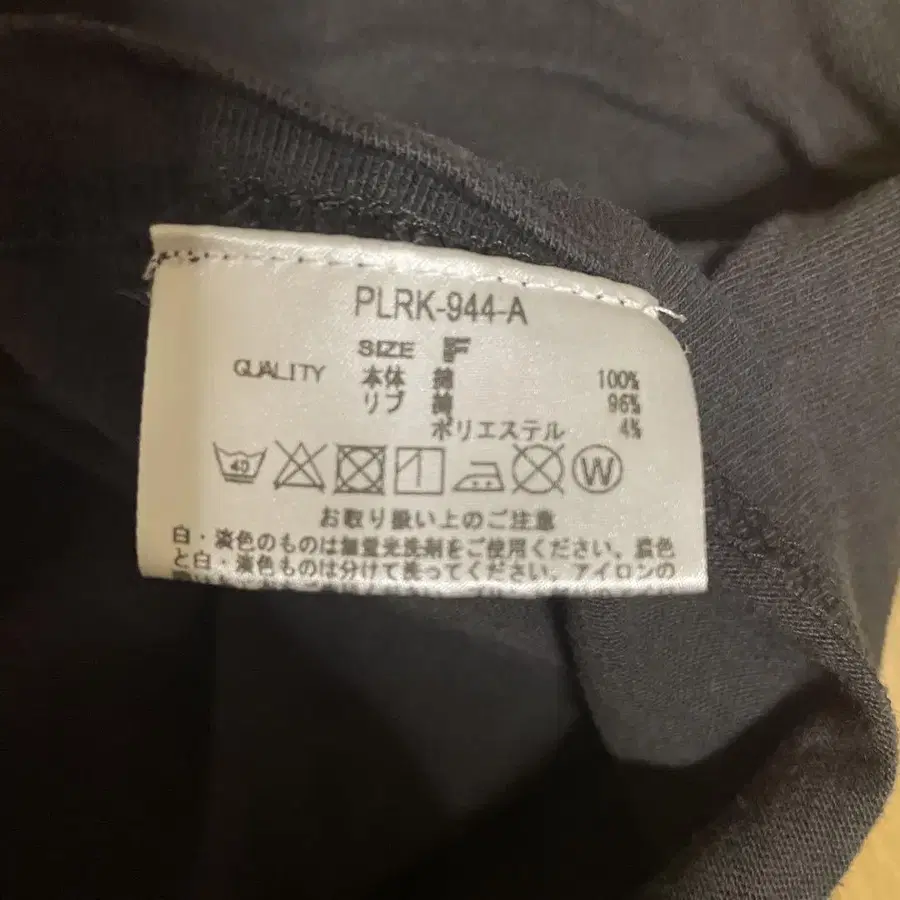 PLRK-944-A
SIZE F
QUALITY 本体 綿 100%
リブ 綿 96%
ポリエステル 4%
40 W
お取り扱い上のご注意
白・淡色のものは無蛍光洗剤をご使用ください。濃色
と白・淡色ものは分けて洗ってください。アイロンの